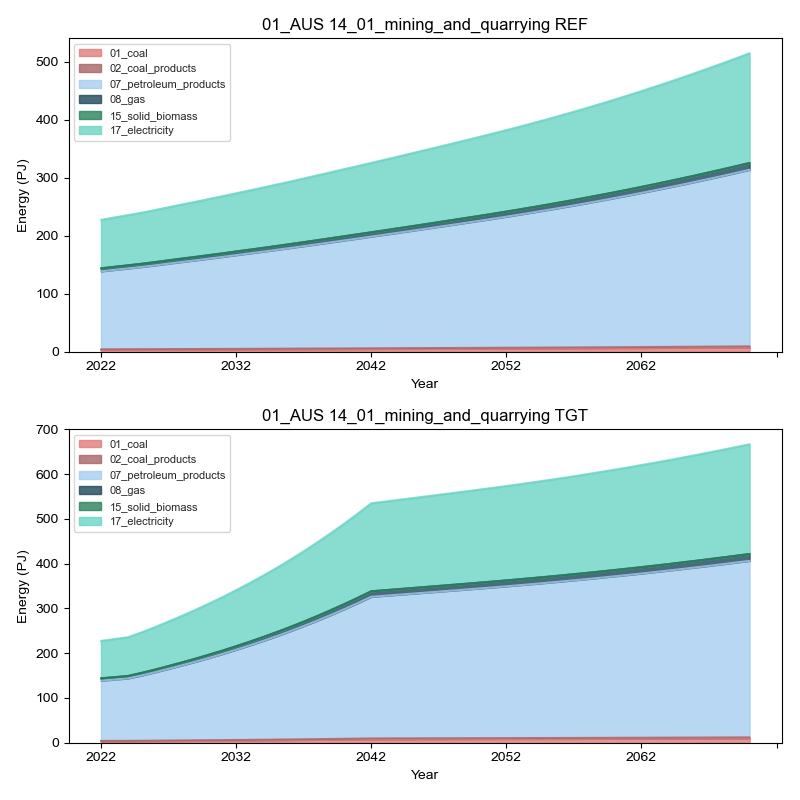 01_AUS 14_01_mining_and_quarrying REF
01_coal
02_coal_products
07_petroleum_products
08_gas
15_solid_biomass
17_electricity
Energy (PJ)
500
400
300
200
100
0
2022 2032 2042 2052 2062
Year
01_AUS 14_01_mining_and_quarrying TGT
01_coal
02_coal_products
07_petroleum_products
08_gas
15_solid_biomass
17_electricity
Energy (PJ)
700
600
500
400
300
200
100
0
2022 2032 2042 2052 2062
Year